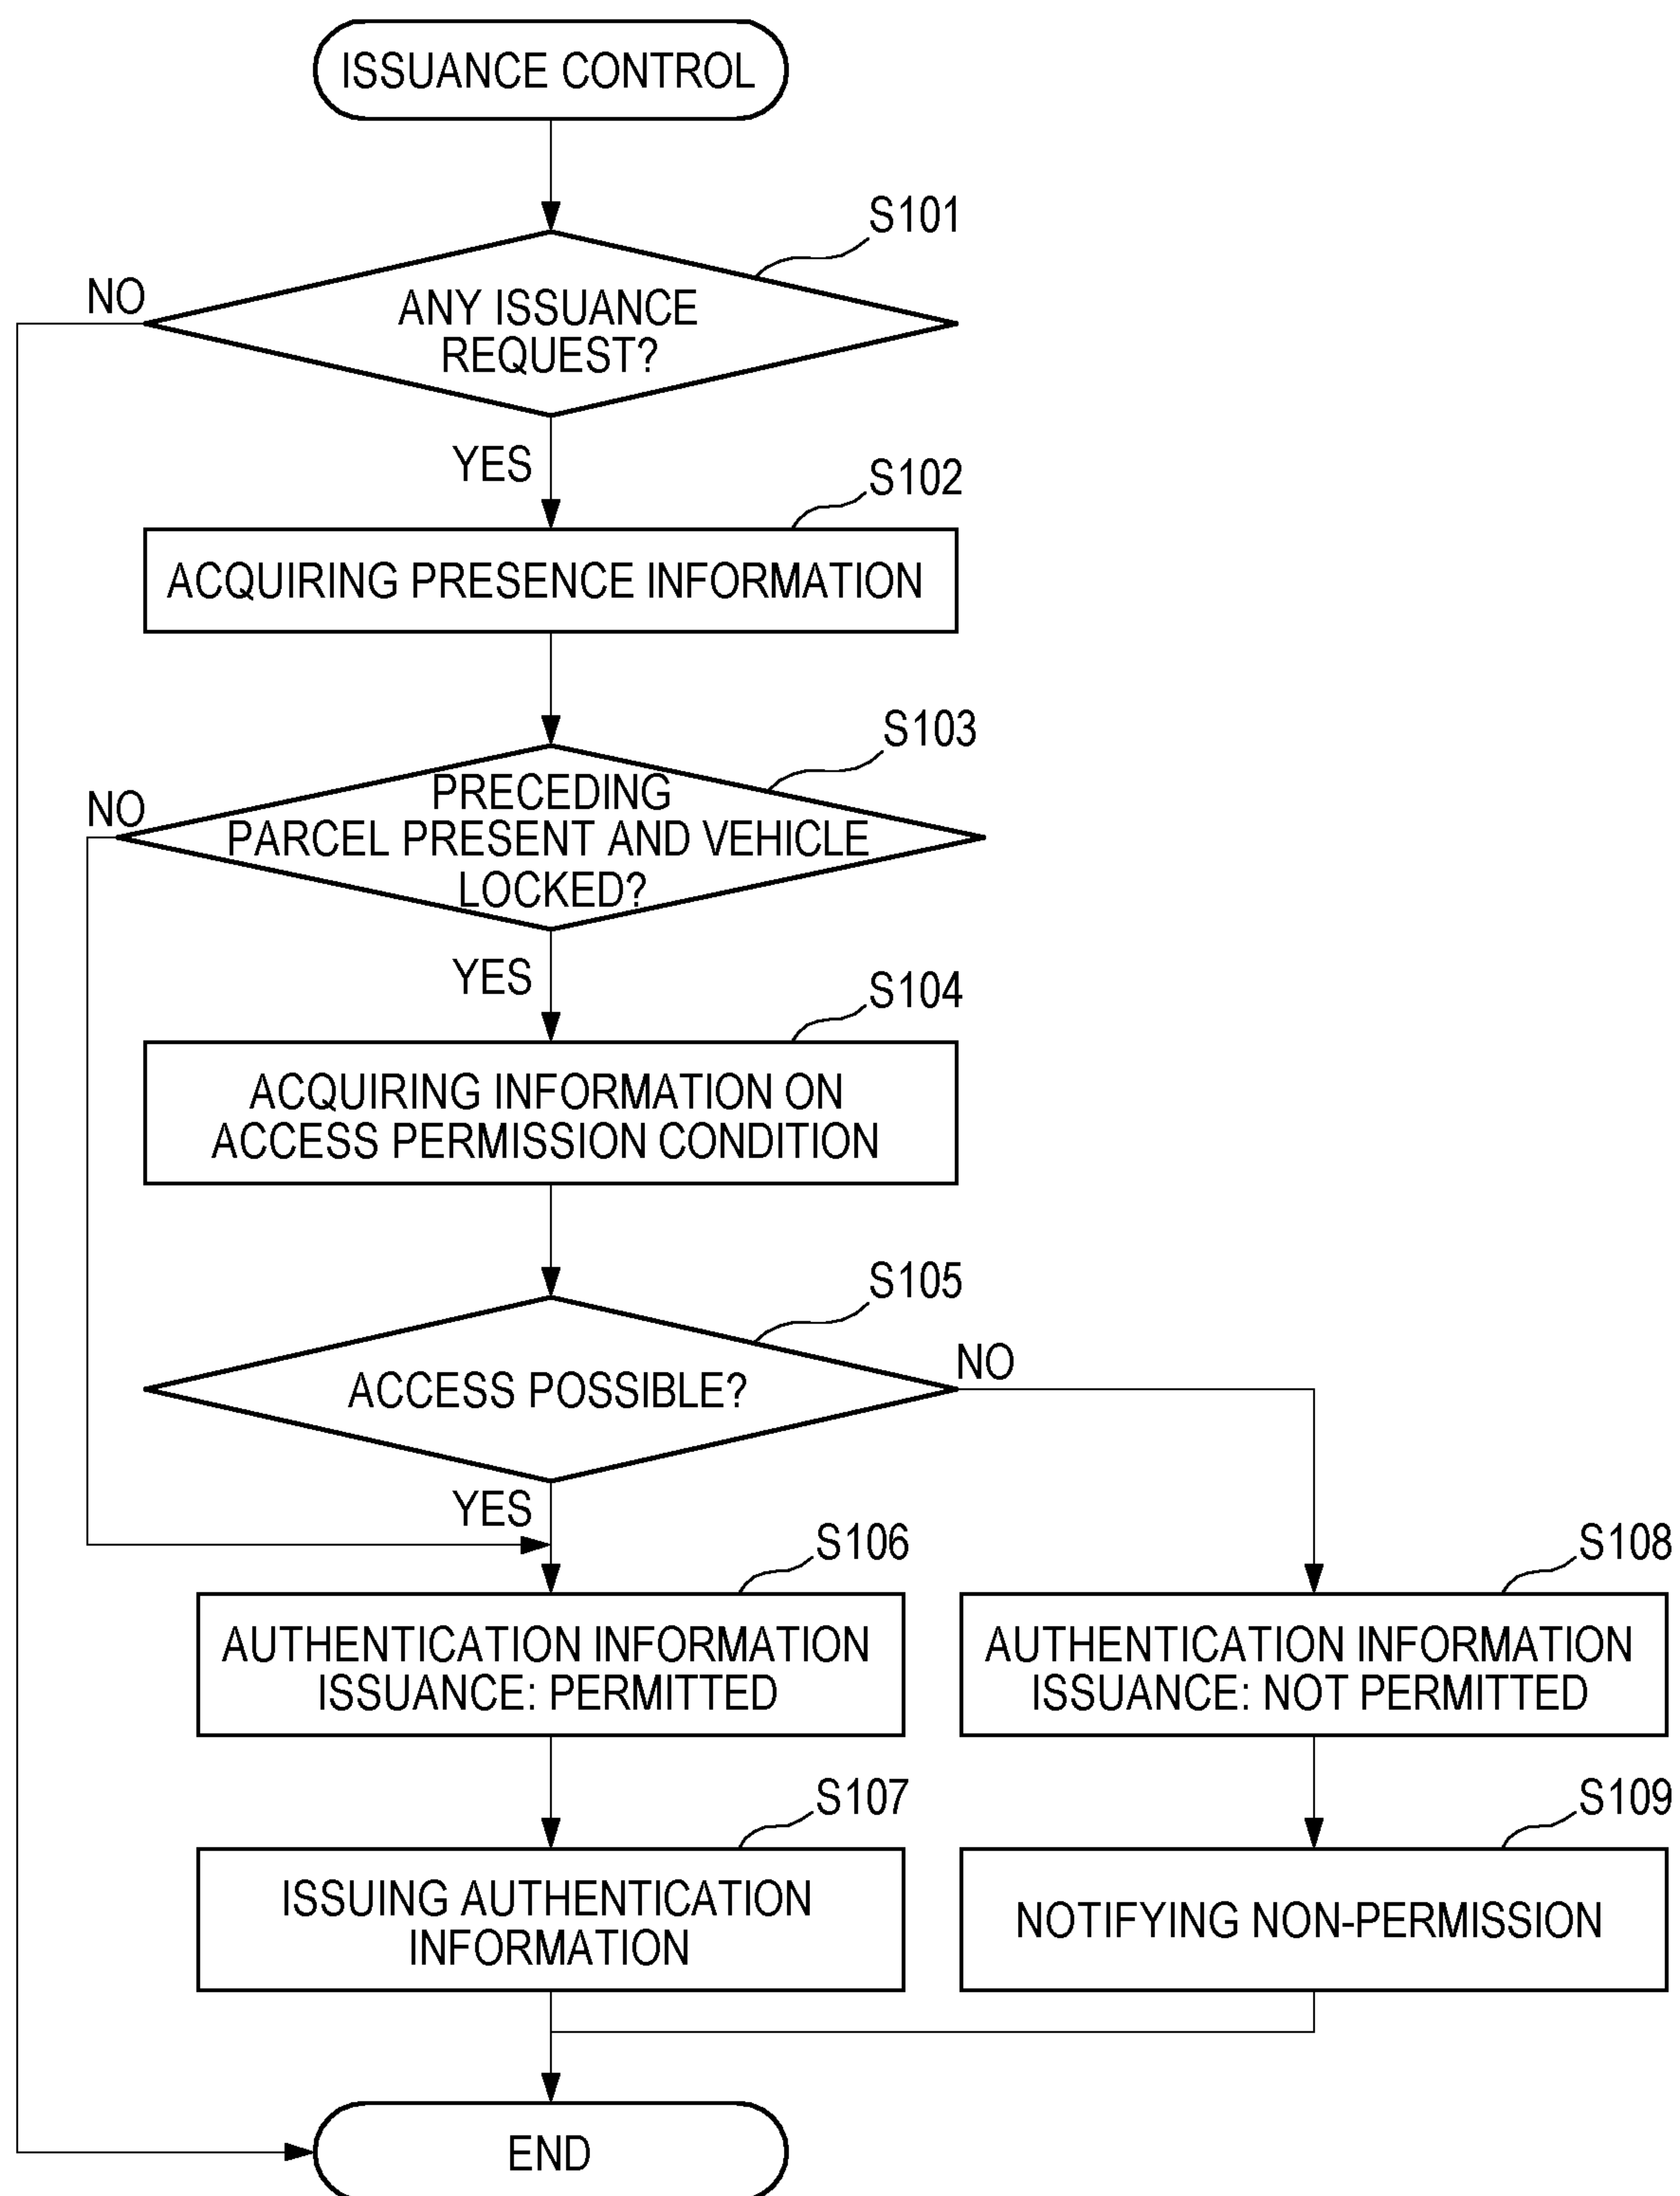 ISSUANCE CONTROL
S101
NO
ANY ISSUANCE
REQUEST?
YES
S102
ACQUIRING PRESENCE INFORMATION
S103
NO
PRECEDING
PARCEL PRESENT AND VEHICLE
LOCKED?
YES
S104
ACQUIRING INFORMATION ON
ACCESS PERMISSION CONDITION
S105
NO
ACCESS POSSIBLE?
YES
S106
AUTHENTICATION INFORMATION
ISSUANCE: PERMITTED
S108
AUTHENTICATION INFORMATION
ISSUANCE: NOT PERMITTED
S107
ISSUING AUTHENTICATION
INFORMATION
S109
NOTIFYING NON-PERMISSION
END